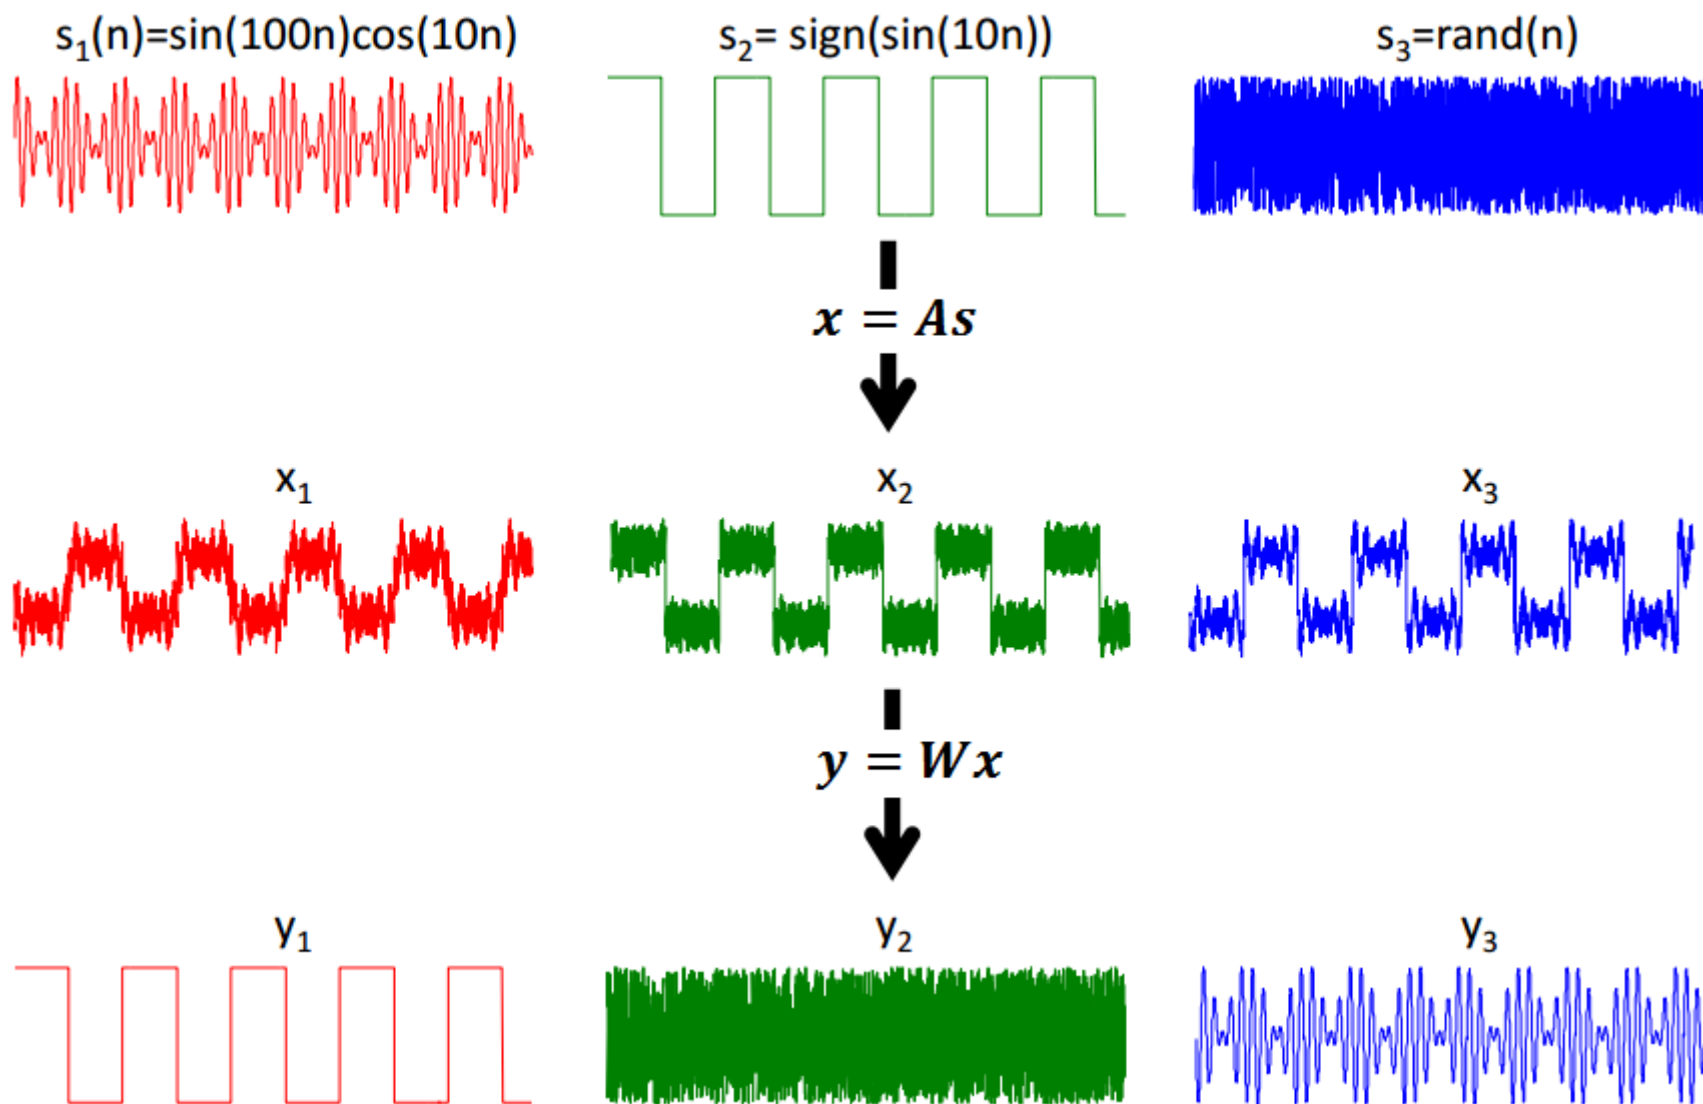 s₁(n)=sin(100n)cos(10n)
s₂= sign(sin(10n))
s₃=rand(n)
x = As
x₁
x₂
x₃
y = Wx
y₁
y₂
y₃